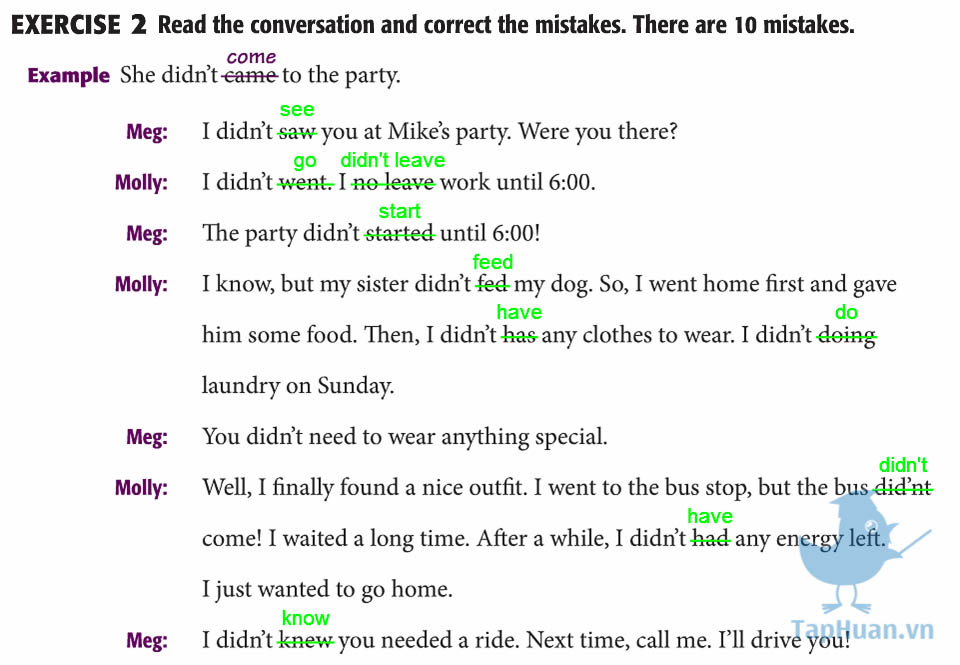 EXERCISE 2 Read the conversation and correct the mistakes. There are 10 mistakes.
come
Example She didn't came to the party.
see
Meg: I didn't saw you at Mike's party. Were you there?
go didn't leave
Molly: I didn't went. I no leave work until 6:00.
start
Meg: The party didn't started until 6:00!
feed
Molly: I know, but my sister didn't fed my dog. So, I went home first and gave
have do
him some food. Then, I didn't has any clothes to wear. I didn't doing
laundry on Sunday.
Meg: You didn't need to wear anything special.
didn't
Molly: Well, I finally found a nice outfit. I went to the bus stop, but the bus did'nt
have
come! I waited a long time. After a while, I didn't had any energy left.
I just wanted to go home.
know
Meg: I didn't knew you needed a ride. Next time, call me. I'll drive you!
TapHuan.vn